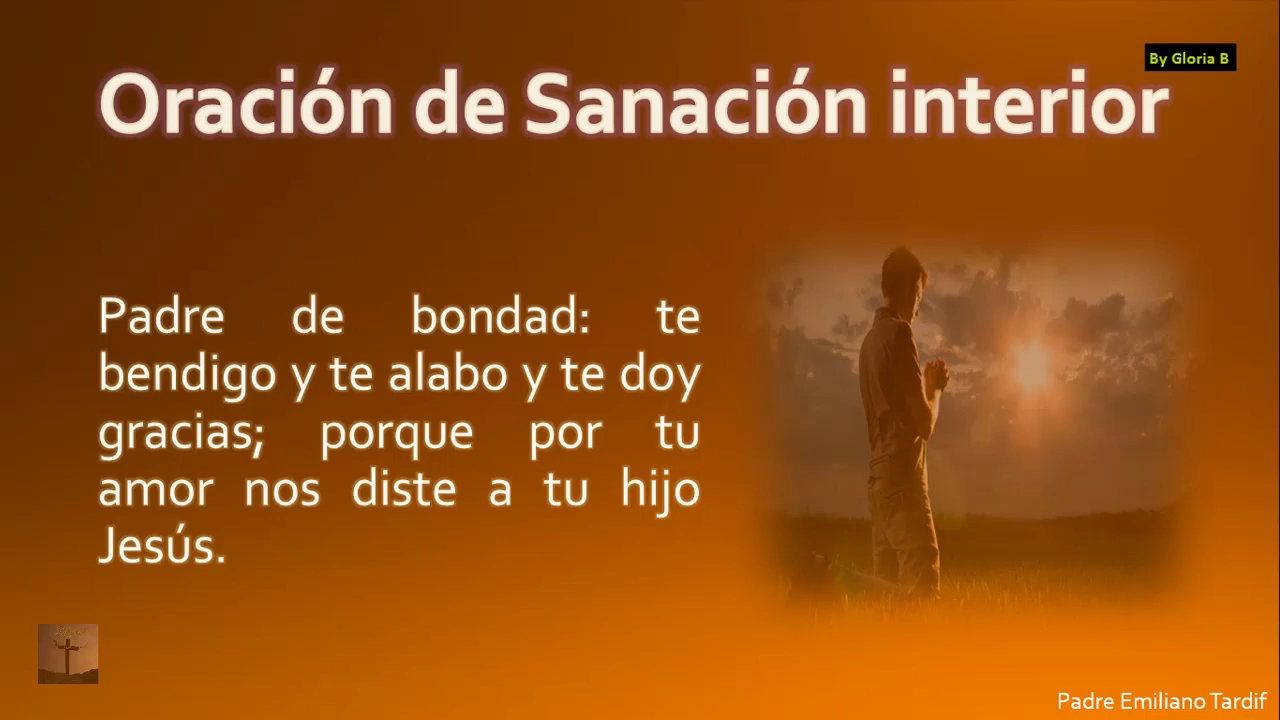 By Gloria B
Oración de Sanación interior
Padre de bondad: te
bendigo y te alabo y te doy
gracias; porque por tu
amor nos diste a tu hijo
Jesús.
Padre Emiliano Tardif